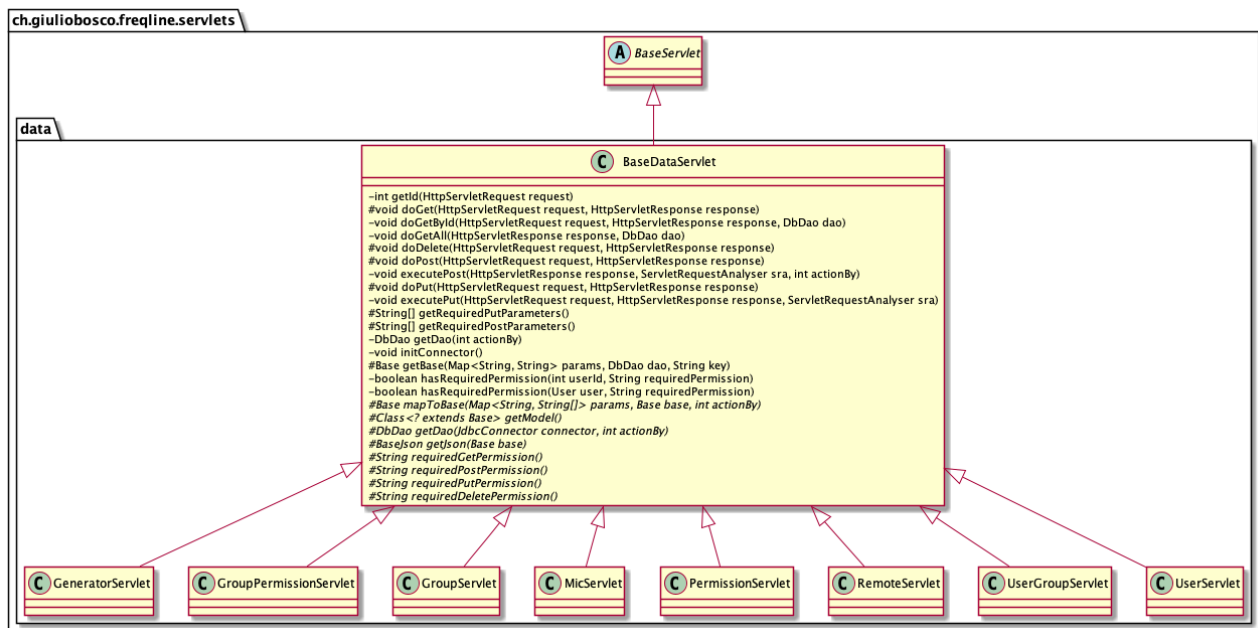 ch.giuliobosco.freqline.servlets
A BaseServlet
data
C BaseDataServlet
-int getId(HttpServletRequest request)
#void doGet(HttpServletRequest request, HttpServletResponse response)
-void doGetById(HttpServletRequest request, HttpServletResponse response, DbDao dao)
-void doGetAll(HttpServletResponse response, DbDao dao)
#void doDelete(HttpServletRequest request, HttpServletResponse response)
#void doPost(HttpServletRequest request, HttpServletResponse response)
-void executePost(HttpServletResponse response, ServletRequestAnalyser sra, int actionBy)
#void doPut(HttpServletRequest request, HttpServletResponse response)
-void executePut(HttpServletRequest request, HttpServletResponse response, ServletRequestAnalyser sra)
#String[] getRequiredPutParameters()
#String[] getRequiredPostParameters()
-DbDao getDao(int actionBy)
-void initConnector()
#Base getBase(Map<String, String> params, DbDao dao, String key)
-boolean hasRequiredPermission(int userId, String requiredPermission)
-boolean hasRequiredPermission(User user, String requiredPermission)
#Base mapToBase(Map<String, String[]> params, Base base, int actionBy)
#Class<? extends Base> getModel()
#DbDao getDao(JdbcConnector connector, int actionBy)
#BaseJson getJson(Base base)
#String requiredGetPermission()
#String requiredPostPermission()
#String requiredPutPermission()
#String requiredDeletePermission()
C GeneratorServlet
C GroupPermissionServlet
C GroupServlet
C MicServlet
C PermissionServlet
C RemoteServlet
C UserGroupServlet
C UserServlet